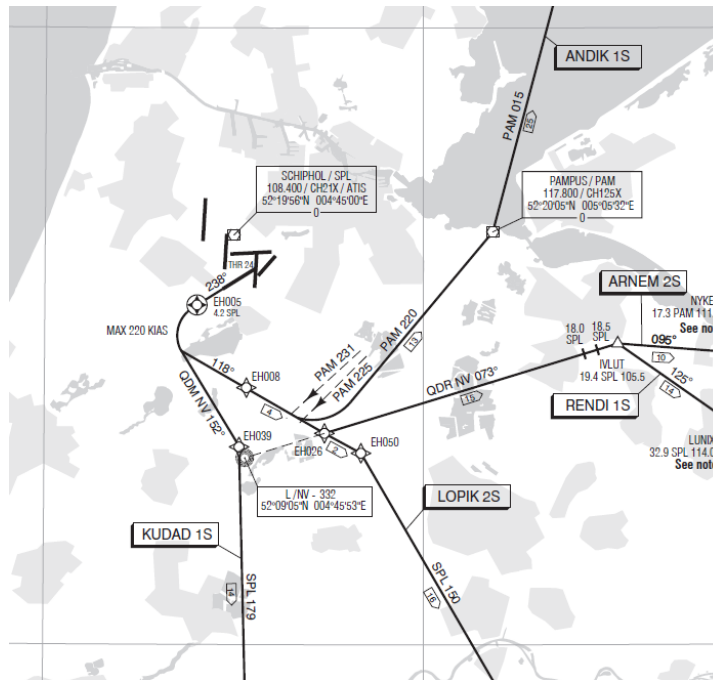 ANDIK 1S
PAM 015
25
SCHIPHOL / SPL
108.400 / CH21X / ATIS
52°19'56"N 004°45'00"E
0
PAMPUS / PAM
117.800 / CH125X
52°20'05"N 005°05'32"E
0
THR 24
238°
EH005
4.2 SPL
MAX 220 KIAS
ARNEM 2S
NYKE
17.3 PAM 111.
See no
18.0
SPL
18.5
SPL
095°
10
IVLUT
19.4 SPL 105.5
125°
14
RENDI 1S
LUNIX
32.9 SPL 114.0
See not
PAM 220
13
PAM 231
PAM 225
118°
EH008
4
QDM NV 152°
QDR NV 073°
15
EH039
EH026
2
EH050
L /NV - 332
52°09'05"N 004°45'53"E
LOPIK 2S
KUDAD 1S
SPL 179
SPL 150
16